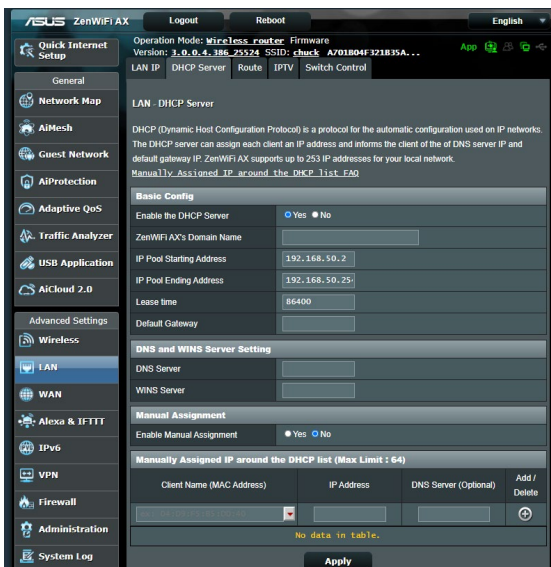 ASUS ZenWiFi AX Logout Reboot English
Quick Internet Setup
Operation Mode: Wireless router Firmware
Version: 3.0.0.4.386_25524 SSID: chuck A701B04F321B35A...
App
LAN IP DHCP Server Route IPTV Switch Control
General
Network Map
AiMesh
Guest Network
AiProtection
Adaptive QoS
Traffic Analyzer
USB Application
AiCloud 2.0
Advanced Settings
Wireless
LAN
WAN
Alexa & IFTTT
IPv6
VPN
Firewall
Administration
System Log
LAN - DHCP Server
DHCP (Dynamic Host Configuration Protocol) is a protocol for the automatic configuration used on IP networks.
The DHCP server can assign each client an IP address and informs the client of the of DNS server IP and
default gateway IP. ZenWiFi AX supports up to 253 IP addresses for your local network.
Manually Assigned IP around the DHCP list FAQ
Basic Config
Enable the DHCP Server Yes No
ZenWiFi AX's Domain Name
IP Pool Starting Address 192.168.50.2
IP Pool Ending Address 192.168.50.25
Lease time 86400
Default Gateway
DNS and WINS Server Setting
DNS Server
WINS Server
Manual Assignment
Enable Manual Assignment Yes No
Manually Assigned IP around the DHCP list (Max Limit : 64)
Client Name (MAC Address) IP Address DNS Server (Optional) Add / Delete
No data in table.
Apply